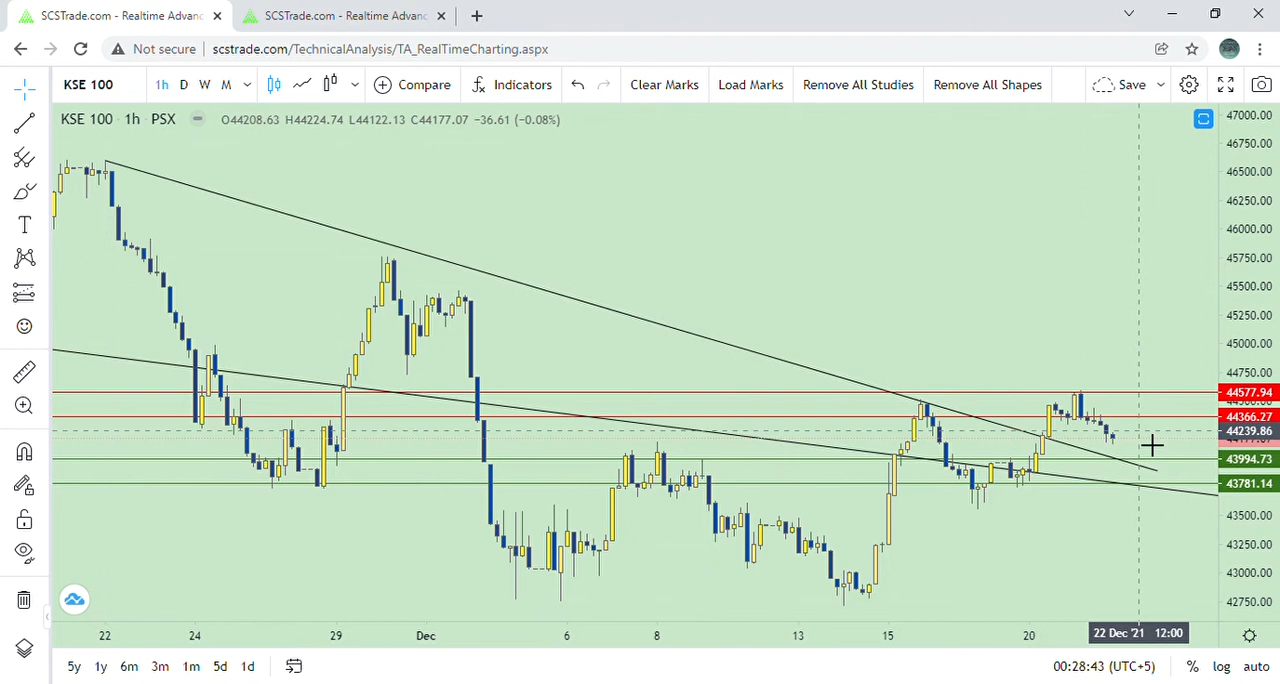 SCSTrade.com - Realtime Advanc
SCSTrade.com - Realtime Advanc
Not secure scstrade.com/TechnicalAnalysis/TA_RealTimeCharting.aspx
KSE 100 1h D W M Compare Indicators Clear Marks Load Marks Remove All Studies Remove All Shapes Save
KSE 100 · 1h · PSX O44208.63 H44224.74 L44122.13 C44177.07 −36.61 (−0.08%)
47000.00
46750.00
46500.00
46250.00
46000.00
45750.00
45500.00
45250.00
45000.00
44750.00
44577.94
44366.27
44239.86
43994.73
43781.14
43500.00
43250.00
43000.00
42750.00
22 24 29 Dec 6 8 13 15 20 22 Dec '21 12:00
5y 1y 6m 3m 1m 5d 1d 00:28:43 (UTC+5) % log auto